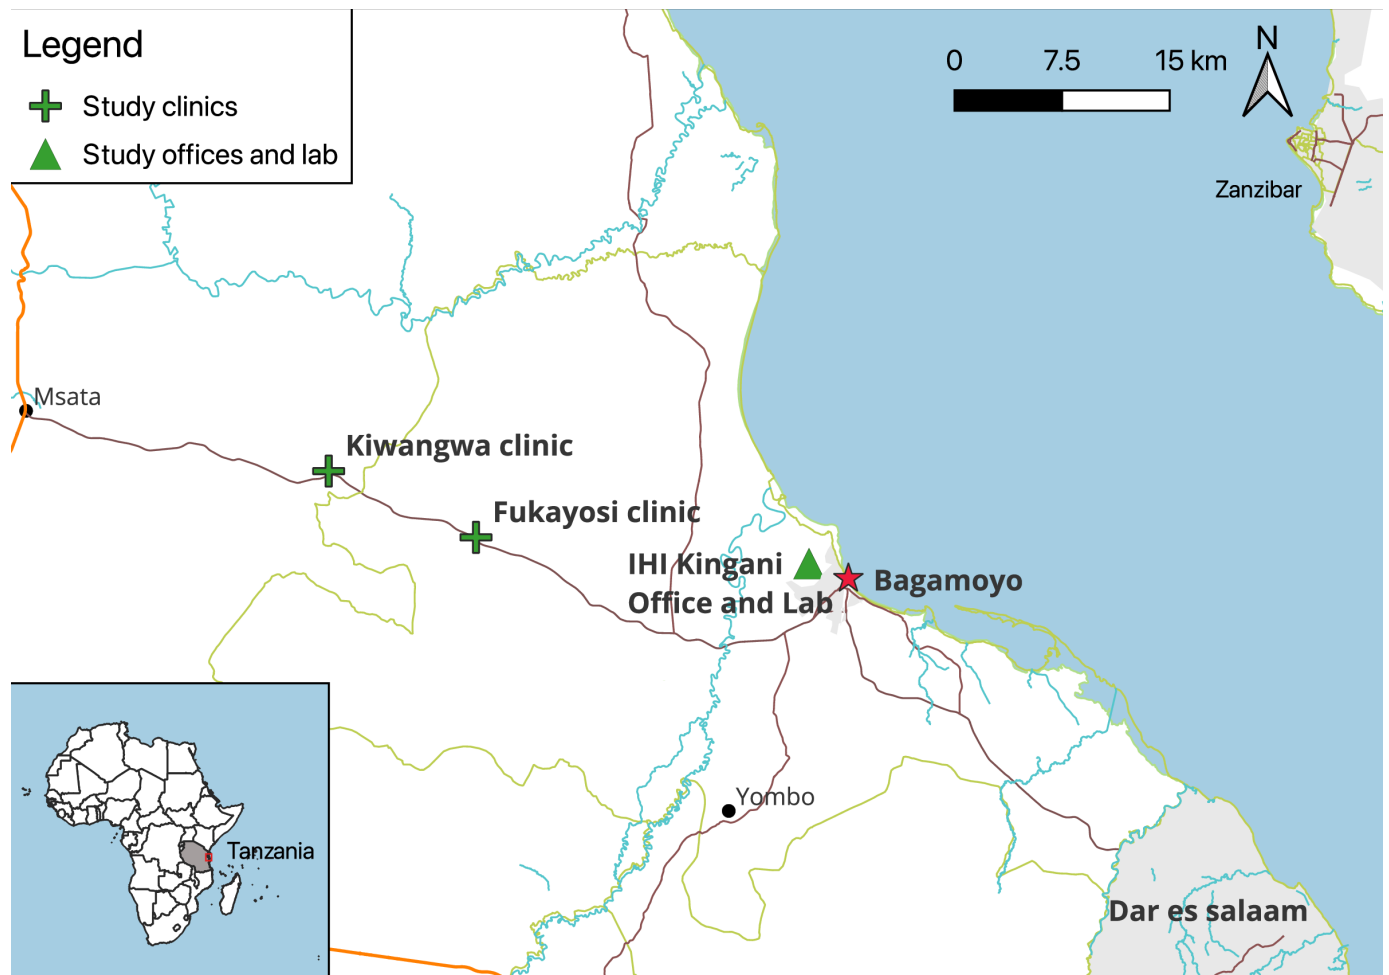 Legend
Study clinics
Study offices and lab
0 7.5 15 km
N
Zanzibar
Msata
Kiwangwa clinic
Fukayosi clinic
IHI Kingani
Office and Lab
Bagamoyo
Yombo
Tanzania
Dar es salaam